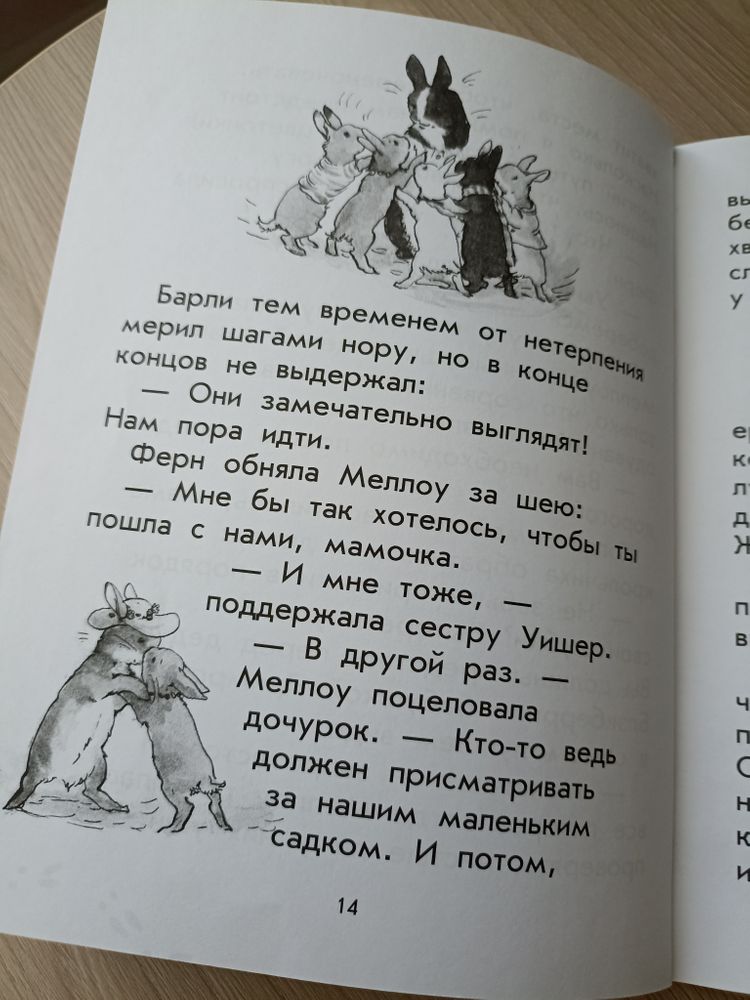 Барли тем временем от нетерпения
мерил шагами нору, но в конце
концов не выдержал:
— Они замечательно выглядят!
Нам пора идти.
Ферн обняла Меллоу за шею:
— Мне бы так хотелось, чтобы ты
пошла с нами, мамочка.
— И мне тоже, —
поддержала сестру Уишер.
— В другой раз. —
Меллоу поцеловала
дочурок. — Кто-то ведь
должен присматривать
за нашим маленьким
садком. И потом,
14